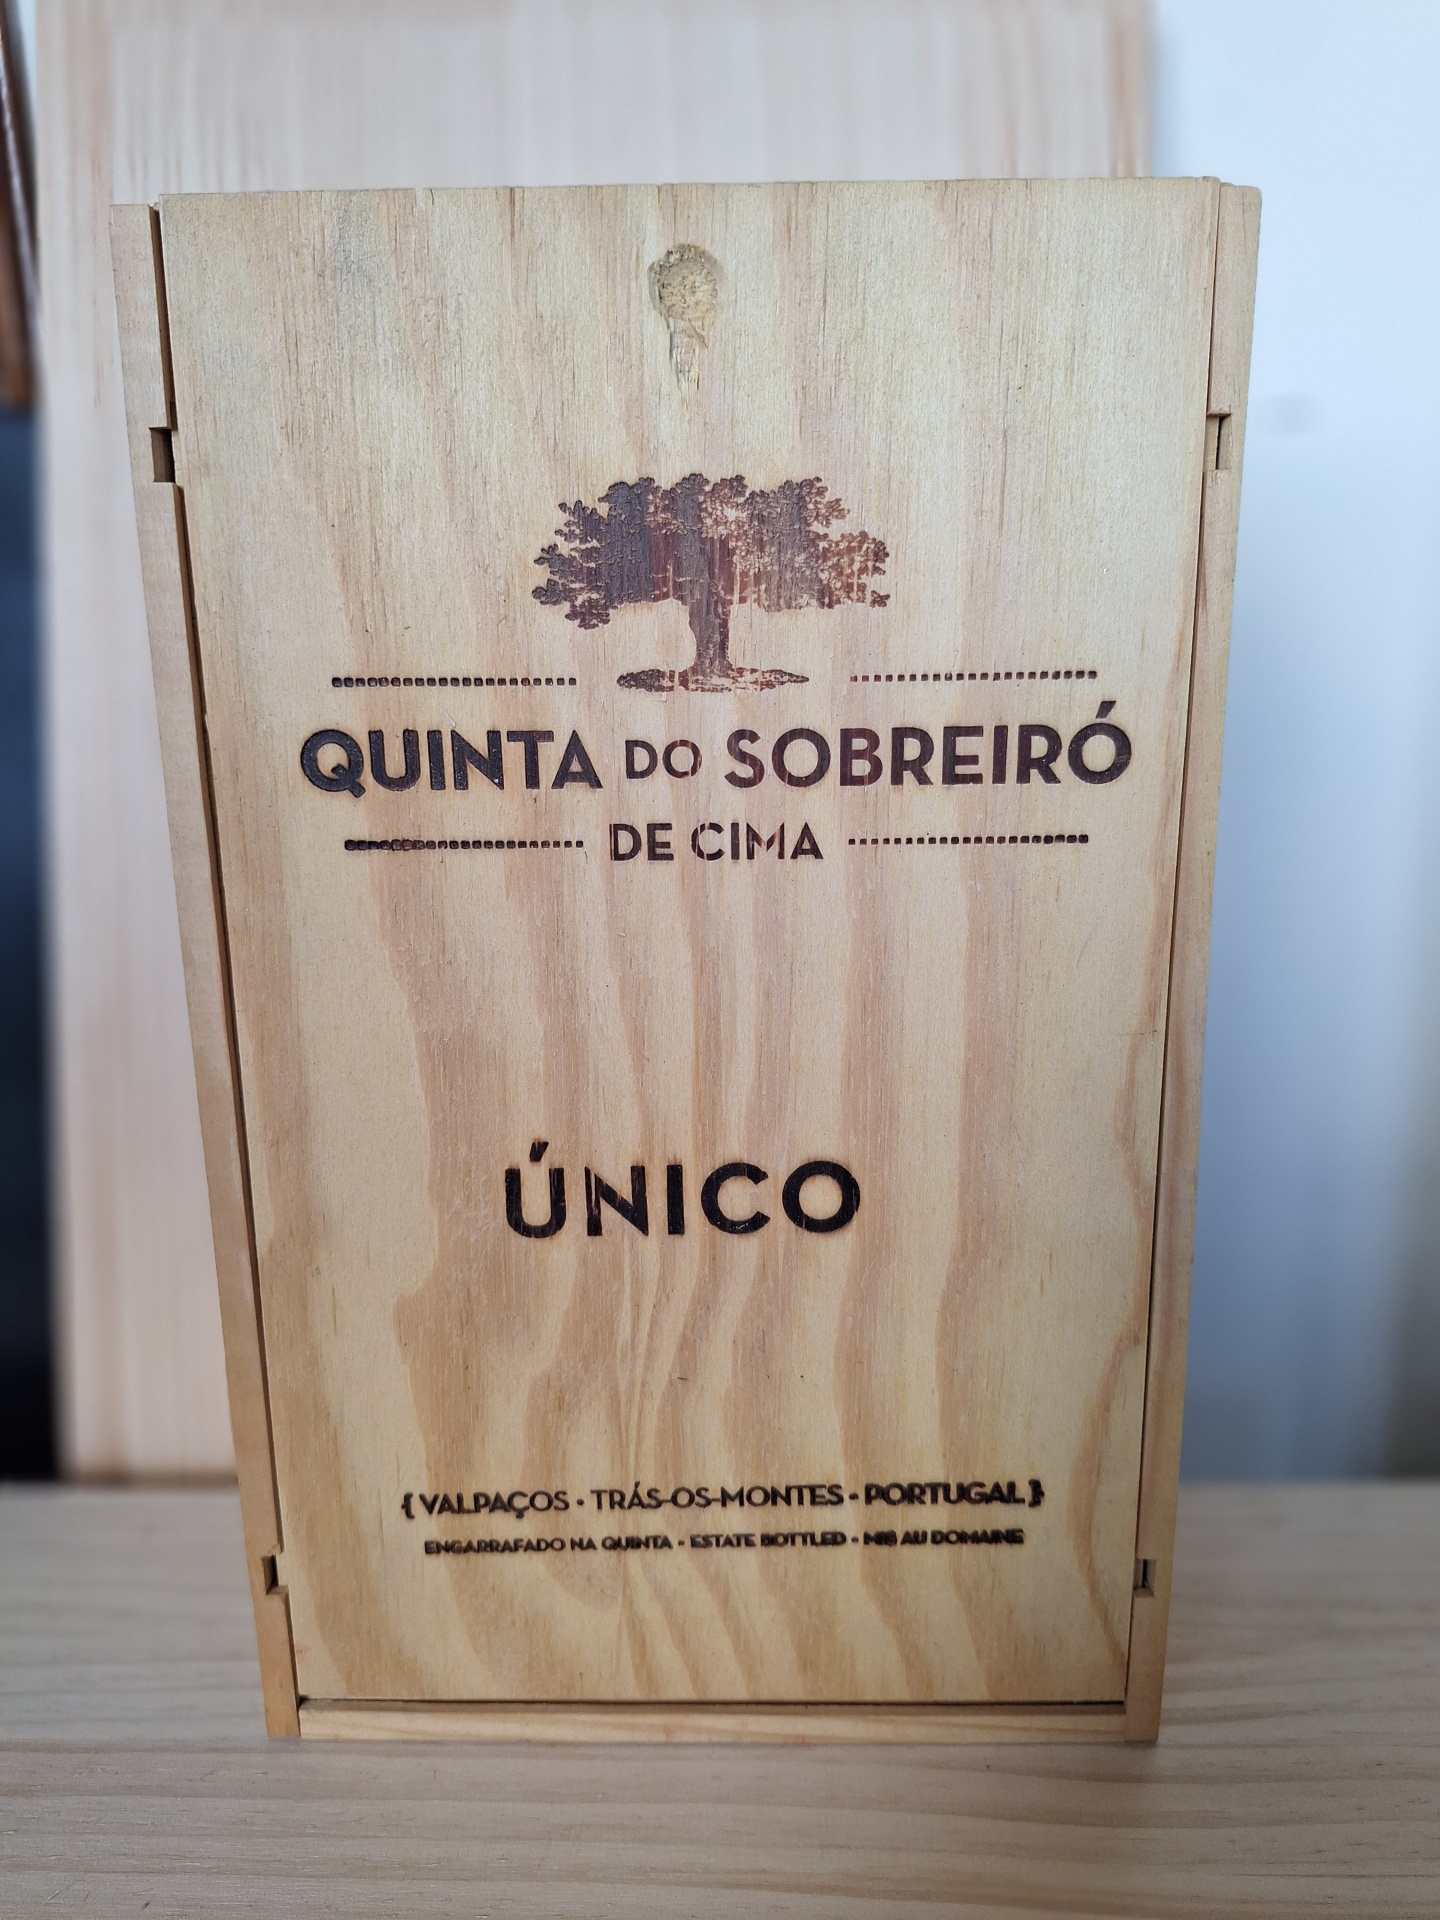 QUINTA DO SOBREIRÓ
DE CIMA
ÚNICO
{ VALPAÇOS • TRÁS-OS-MONTES • PORTUGAL }
ENGARRAFADO NA QUINTA • ESTATE BOTTLED • MIS AU DOMAINE